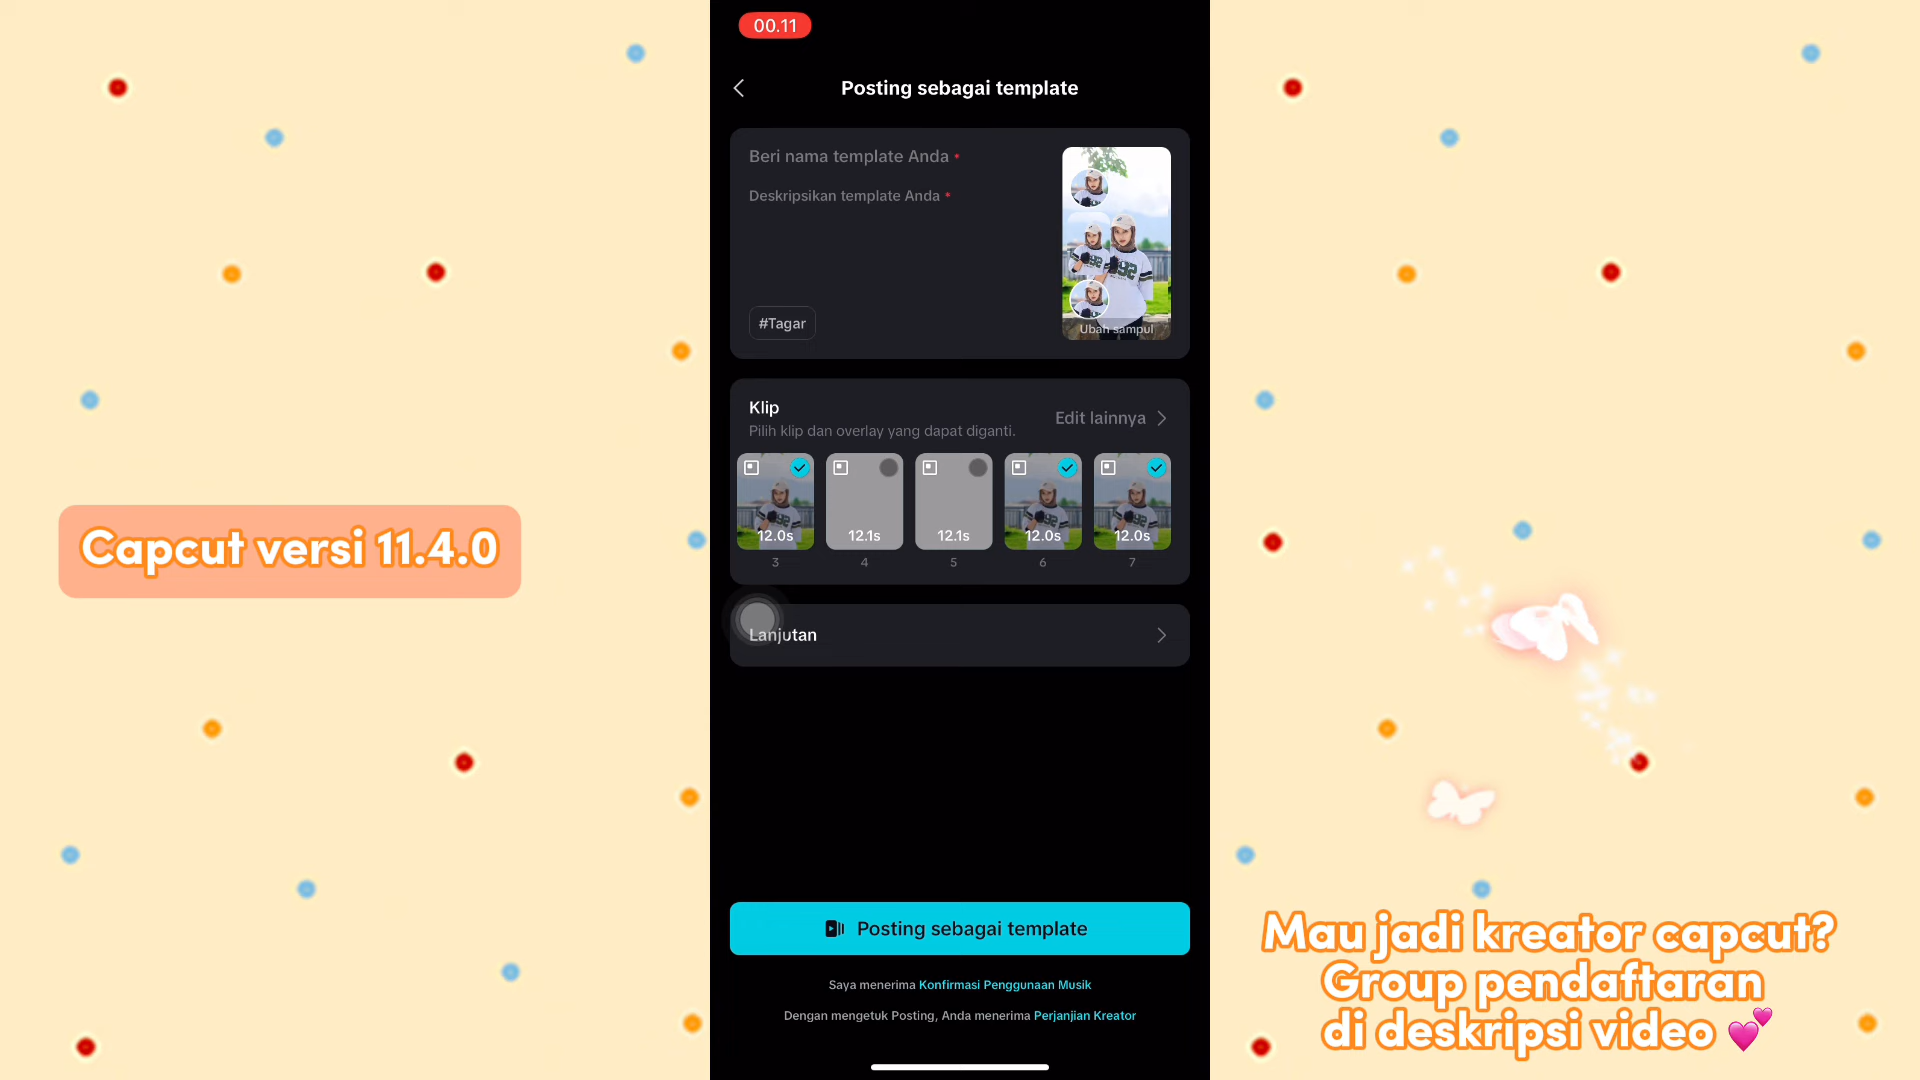 00.11
Posting sebagai template
Beri nama template Anda *
Deskripsikan template Anda *
#Tagar
Ubah sampul
Klip
Pilih klip dan overlay yang dapat diganti.
Edit lainnya
12.0s 12.1s 12.1s 12.0s 12.0s
3 4 5 6 7
Capcut versi 11.4.0
Lanjutan
Posting sebagai template
Saya menerima Konfirmasi Penggunaan Musik
Dengan mengetuk Posting, Anda menerima Perjanjian Kreator
Mau jadi kreator capcut?
Group pendaftaran
di deskripsi video 💕